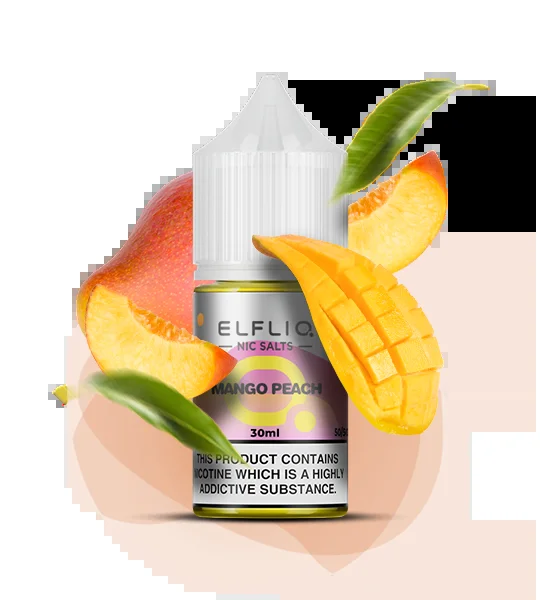 ELFLIQ
NIC SALTS
MANGO PEACH
30ml
THIS PRODUCT CONTAINS
NICOTINE WHICH IS A HIGHLY
ADDICTIVE SUBSTANCE.